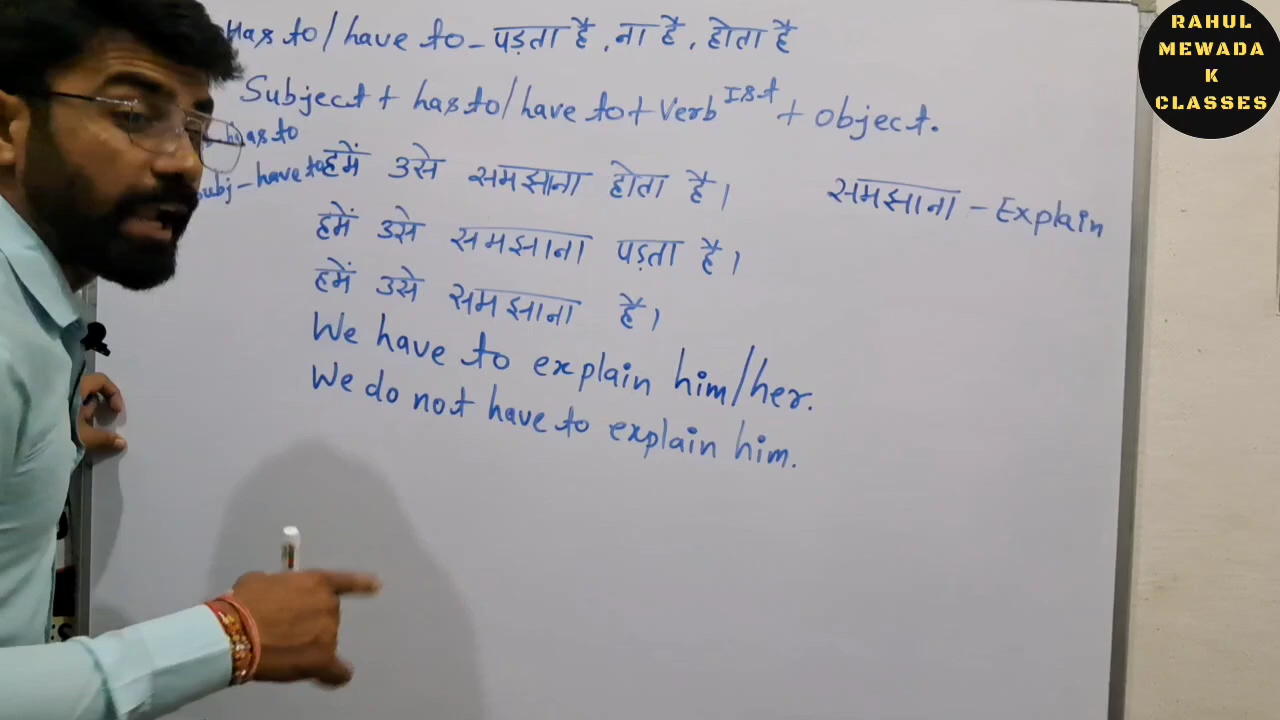 Has to/have to - पड़ता है, ना है, होता है
Subject + has to/have to + Verb Ist + object.
has to
subj - have to
हमें उसे समझाना होता है।
समझाना - Explain
हमें उसे समझाना पड़ता है।
हमें उसे समझाना है।
We have to explain him/her.
We do not have to explain him.
RAHUL
MEWADA
K
CLASSES